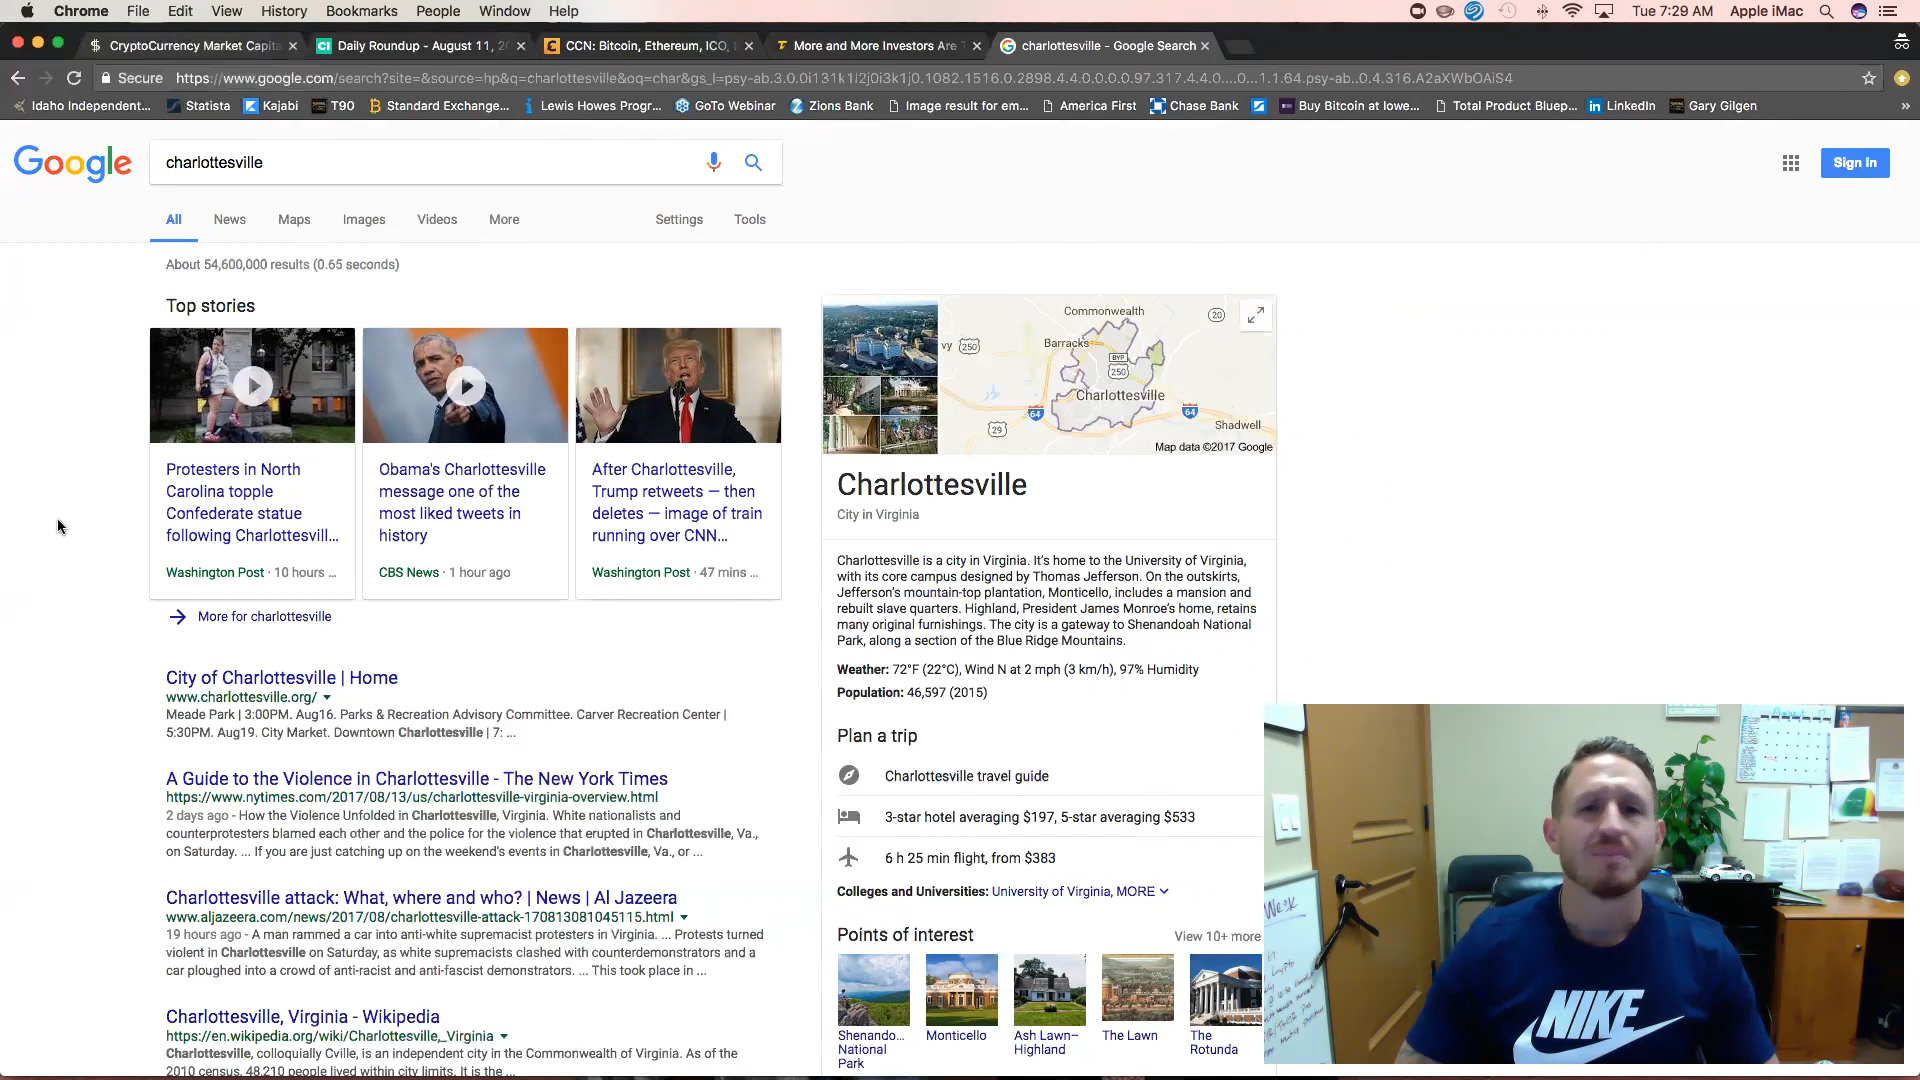 Chrome File Edit View History Bookmarks People Window Help
Tue 7:29 AM Apple iMac
CryptoCurrency Market Capita
Daily Roundup - August 11, 2
CCN: Bitcoin, Ethereum, ICO,
More and More Investors Are
charlottesville - Google Search
Secure
https://www.google.com/search?site=&source=hp&q=charlottesville&oq=char&gs_l=psy-ab.3.0.0i131k1l2j0i3k1j0.1082.1516.0.2898.4.4.0.0.0.0.97.317.4.4.0....0...1.1.64.psy-ab..0.4.316.A2aXWbOAiS4
Idaho Independent...
Statista
Kajabi
T90
Standard Exchange...
Lewis Howes Progr...
GoTo Webinar
Zions Bank
Image result for em...
America First
Chase Bank
Buy Bitcoin at lowe...
Total Product Bluep...
LinkedIn
Gary Gilgen
Google
charlottesville
Sign in
All News Maps Images Videos More Settings Tools
About 54,600,000 results (0.65 seconds)
Top stories
Protesters in North
Carolina topple
Confederate statue
following Charlottesvill...
Washington Post · 10 hours ...
Obama's Charlottesville
message one of the
most liked tweets in
history
CBS News · 1 hour ago
After Charlottesville,
Trump retweets — then
deletes — image of train
running over CNN...
Washington Post · 47 mins ...
More for charlottesville
City of Charlottesville | Home
www.charlottesville.org/
Meade Park | 3:00PM. Aug16. Parks & Recreation Advisory Committee. Carver Recreation Center |
5:30PM. Aug19. City Market. Downtown Charlottesville | 7: ...
A Guide to the Violence in Charlottesville - The New York Times
https://www.nytimes.com/2017/08/13/us/charlottesville-virginia-overview.html
2 days ago - How the Violence Unfolded in Charlottesville, Virginia. White nationalists and
counterprotesters blamed each other and the police for the violence that erupted in Charlottesville, Va.,
on Saturday. ... If you are just catching up on the weekend's events in Charlottesville, Va., or ...
Charlottesville attack: What, where and who? | News | Al Jazeera
www.aljazeera.com/news/2017/08/charlottesville-attack-170813081045115.html
19 hours ago - A man rammed a car into anti-white supremacist protesters in Virginia. ... Protests turned
violent in Charlottesville on Saturday, as white supremacists clashed with counterdemonstrators and a
car ploughed into a crowd of anti-racist and anti-fascist demonstrators. ... This took place in ...
Charlottesville, Virginia - Wikipedia
https://en.wikipedia.org/wiki/Charlottesville,_Virginia
Charlottesville, colloquially Cville, is an independent city in the Commonwealth of Virginia. As of the
2010 census, 48,210 people lived within city limits. It is the ...
Commonwealth
20
vy
250
Barracks
BYP
250
Charlottesville
64
64
29
Shadwell
Map data ©2017 Google
Charlottesville
City in Virginia
Charlottesville is a city in Virginia. It's home to the University of Virginia,
with its core campus designed by Thomas Jefferson. On the outskirts,
Jefferson's mountain-top plantation, Monticello, includes a mansion and
rebuilt slave quarters. Highland, President James Monroe's home, retains
many original furnishings. The city is a gateway to Shenandoah National
Park, along a section of the Blue Ridge Mountains.
Weather: 72°F (22°C), Wind N at 2 mph (3 km/h), 97% Humidity
Population: 46,597 (2015)
Plan a trip
Charlottesville travel guide
3-star hotel averaging $197, 5-star averaging $533
6 h 25 min flight, from $383
Colleges and Universities: University of Virginia, MORE
Points of interest
View 10+ more
Shenando...
National
Park
Monticello
Ash Lawn–
Highland
The Lawn
The
Rotunda
August
Week
NIKE